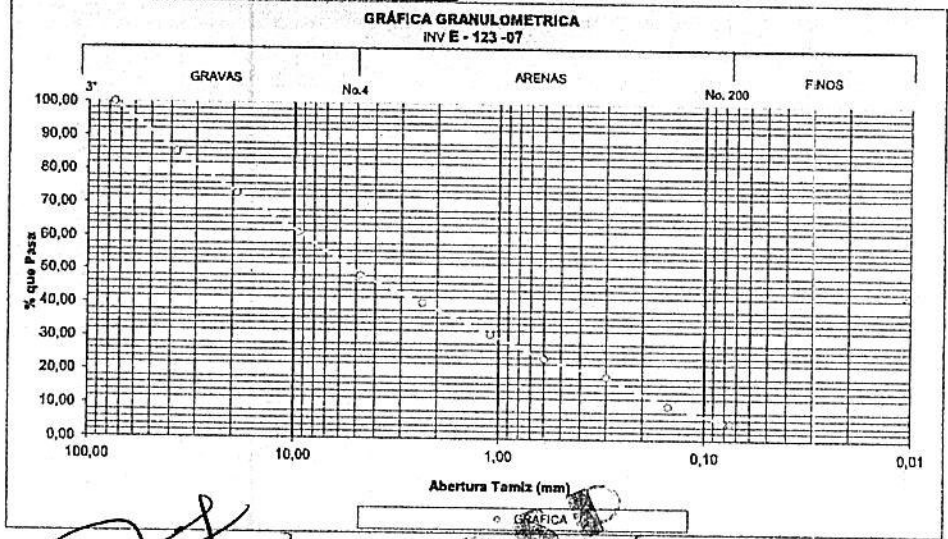 GRÁFICA GRANULOMETRICA
INV E - 123 -07
GRAVAS
ARENAS
FINOS
3"
No.4
No. 200
100,00
90,00
80,00
70,00
60,00
50,00
40,00
30,00
20,00
10,00
0,00
% que Pasa
100,00
10,00
1,00
0,10
0,01
Abertura Tamiz (mm)
GRÁFICA